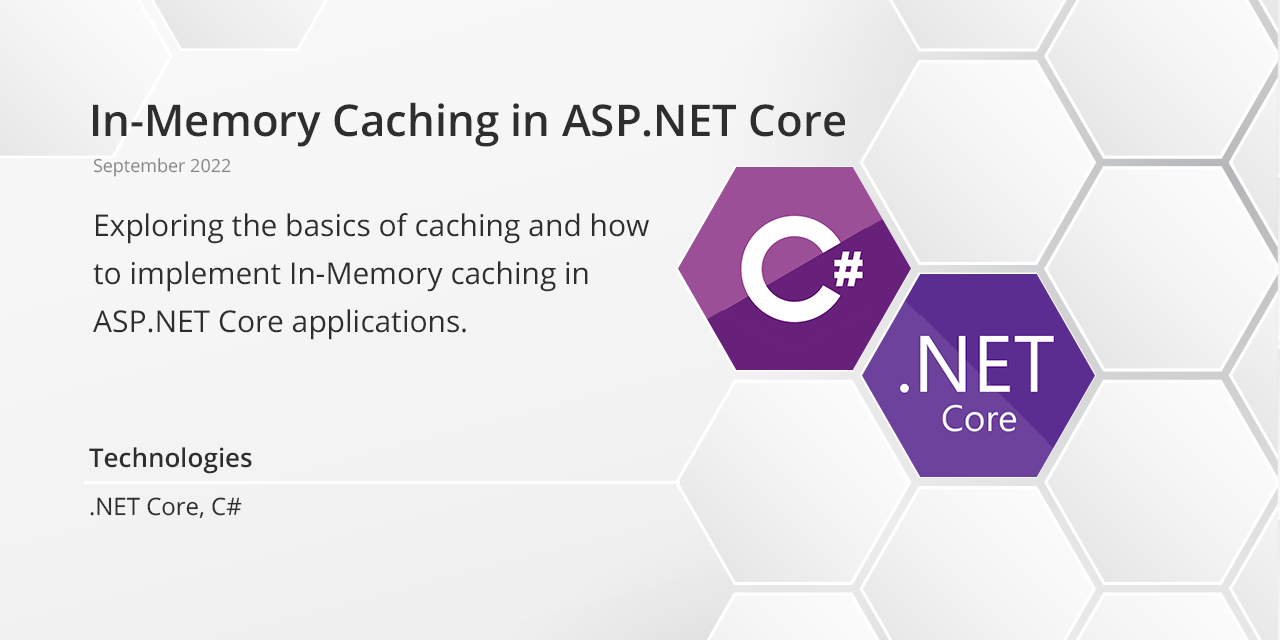 In-Memory Caching in ASP.NET Core
September 2022
Exploring the basics of caching and how
to implement In-Memory caching in
ASP.NET Core applications.
C#
.NET
Core
Technologies
.NET Core, C#